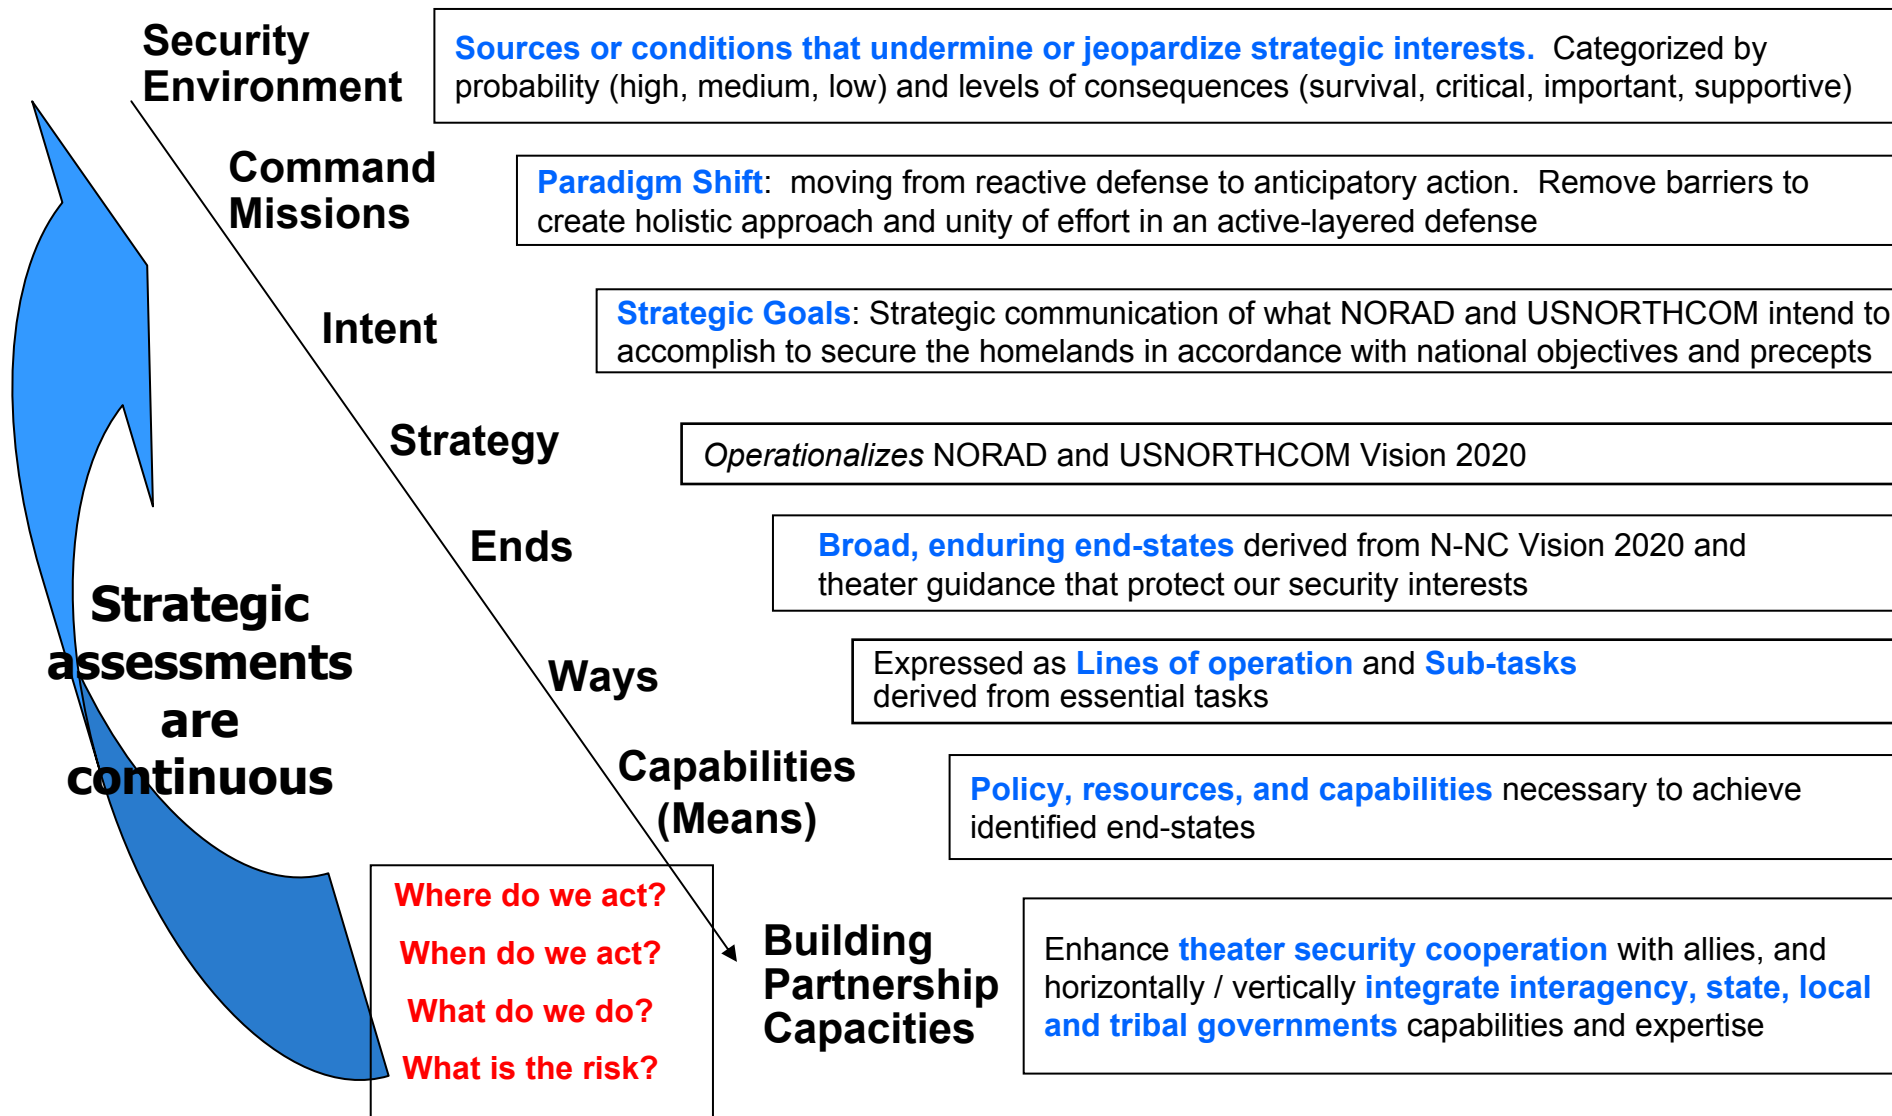 Security
Environment
Sources or conditions that undermine or jeopardize strategic interests.  Categorized by
probability (high, medium, low) and levels of consequences (survival, critical, important, supportive)
Command
Missions
Paradigm Shift:  moving from reactive defense to anticipatory action.  Remove barriers to
create holistic approach and unity of effort in an active-layered defense
Intent
Strategic Goals: Strategic communication of what NORAD and USNORTHCOM intend to
accomplish to secure the homelands in accordance with national objectives and precepts
Strategy
Operationalizes NORAD and USNORTHCOM Vision 2020
Ends
Broad, enduring end-states derived from N-NC Vision 2020 and
theater guidance that protect our security interests
Ways
Expressed as Lines of operation and Sub-tasks
derived from essential tasks
Capabilities
(Means)
Policy, resources, and capabilities necessary to achieve
identified end-states
Building
Partnership
Capacities
Enhance theater security cooperation with allies, and
horizontally / vertically integrate interagency, state, local
and tribal governments capabilities and expertise
Strategic
assessments
are
continuous
Where do we act?
When do we act?
What do we do?
What is the risk?